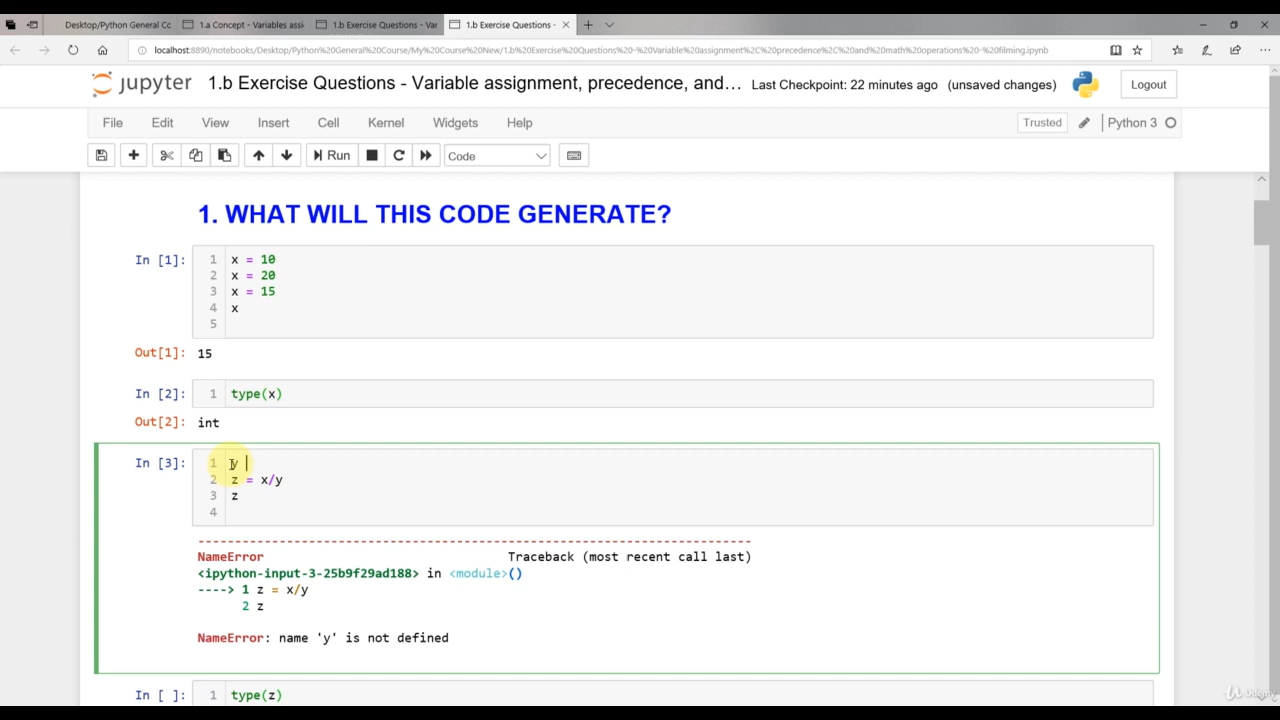 Desktop/Python General Co
1.a Concept - Variables assi
1.b Exercise Questions - Var
1.b Exercise Questions -
localhost:8890/notebooks/Desktop/Python%20General%20Course/My%20Course%20New/1.b%20Exercise%20Questions%20-%20Variable%20assignment%2C%20precedence%2C%20and%20math%20operations%20-%20filming.ipynb
jupyter 1.b Exercise Questions - Variable assignment, precedence, and... Last Checkpoint: 22 minutes ago (unsaved changes) Logout
File Edit View Insert Cell Kernel Widgets Help Trusted Python 3
Run Code
1. WHAT WILL THIS CODE GENERATE?
In [1]: 1 x = 10
2 x = 20
3 x = 15
4 x
5
Out[1]: 15
In [2]: 1 type(x)
Out[2]: int
In [3]: 1 y
2 z = x/y
3 z
4
---------------------------------------------------------------------------
NameError Traceback (most recent call last)
<ipython-input-3-25b9f29ad188> in <module>()
----> 1 z = x/y
2 z
NameError: name 'y' is not defined
In [ ]: 1 type(z)
Udemy